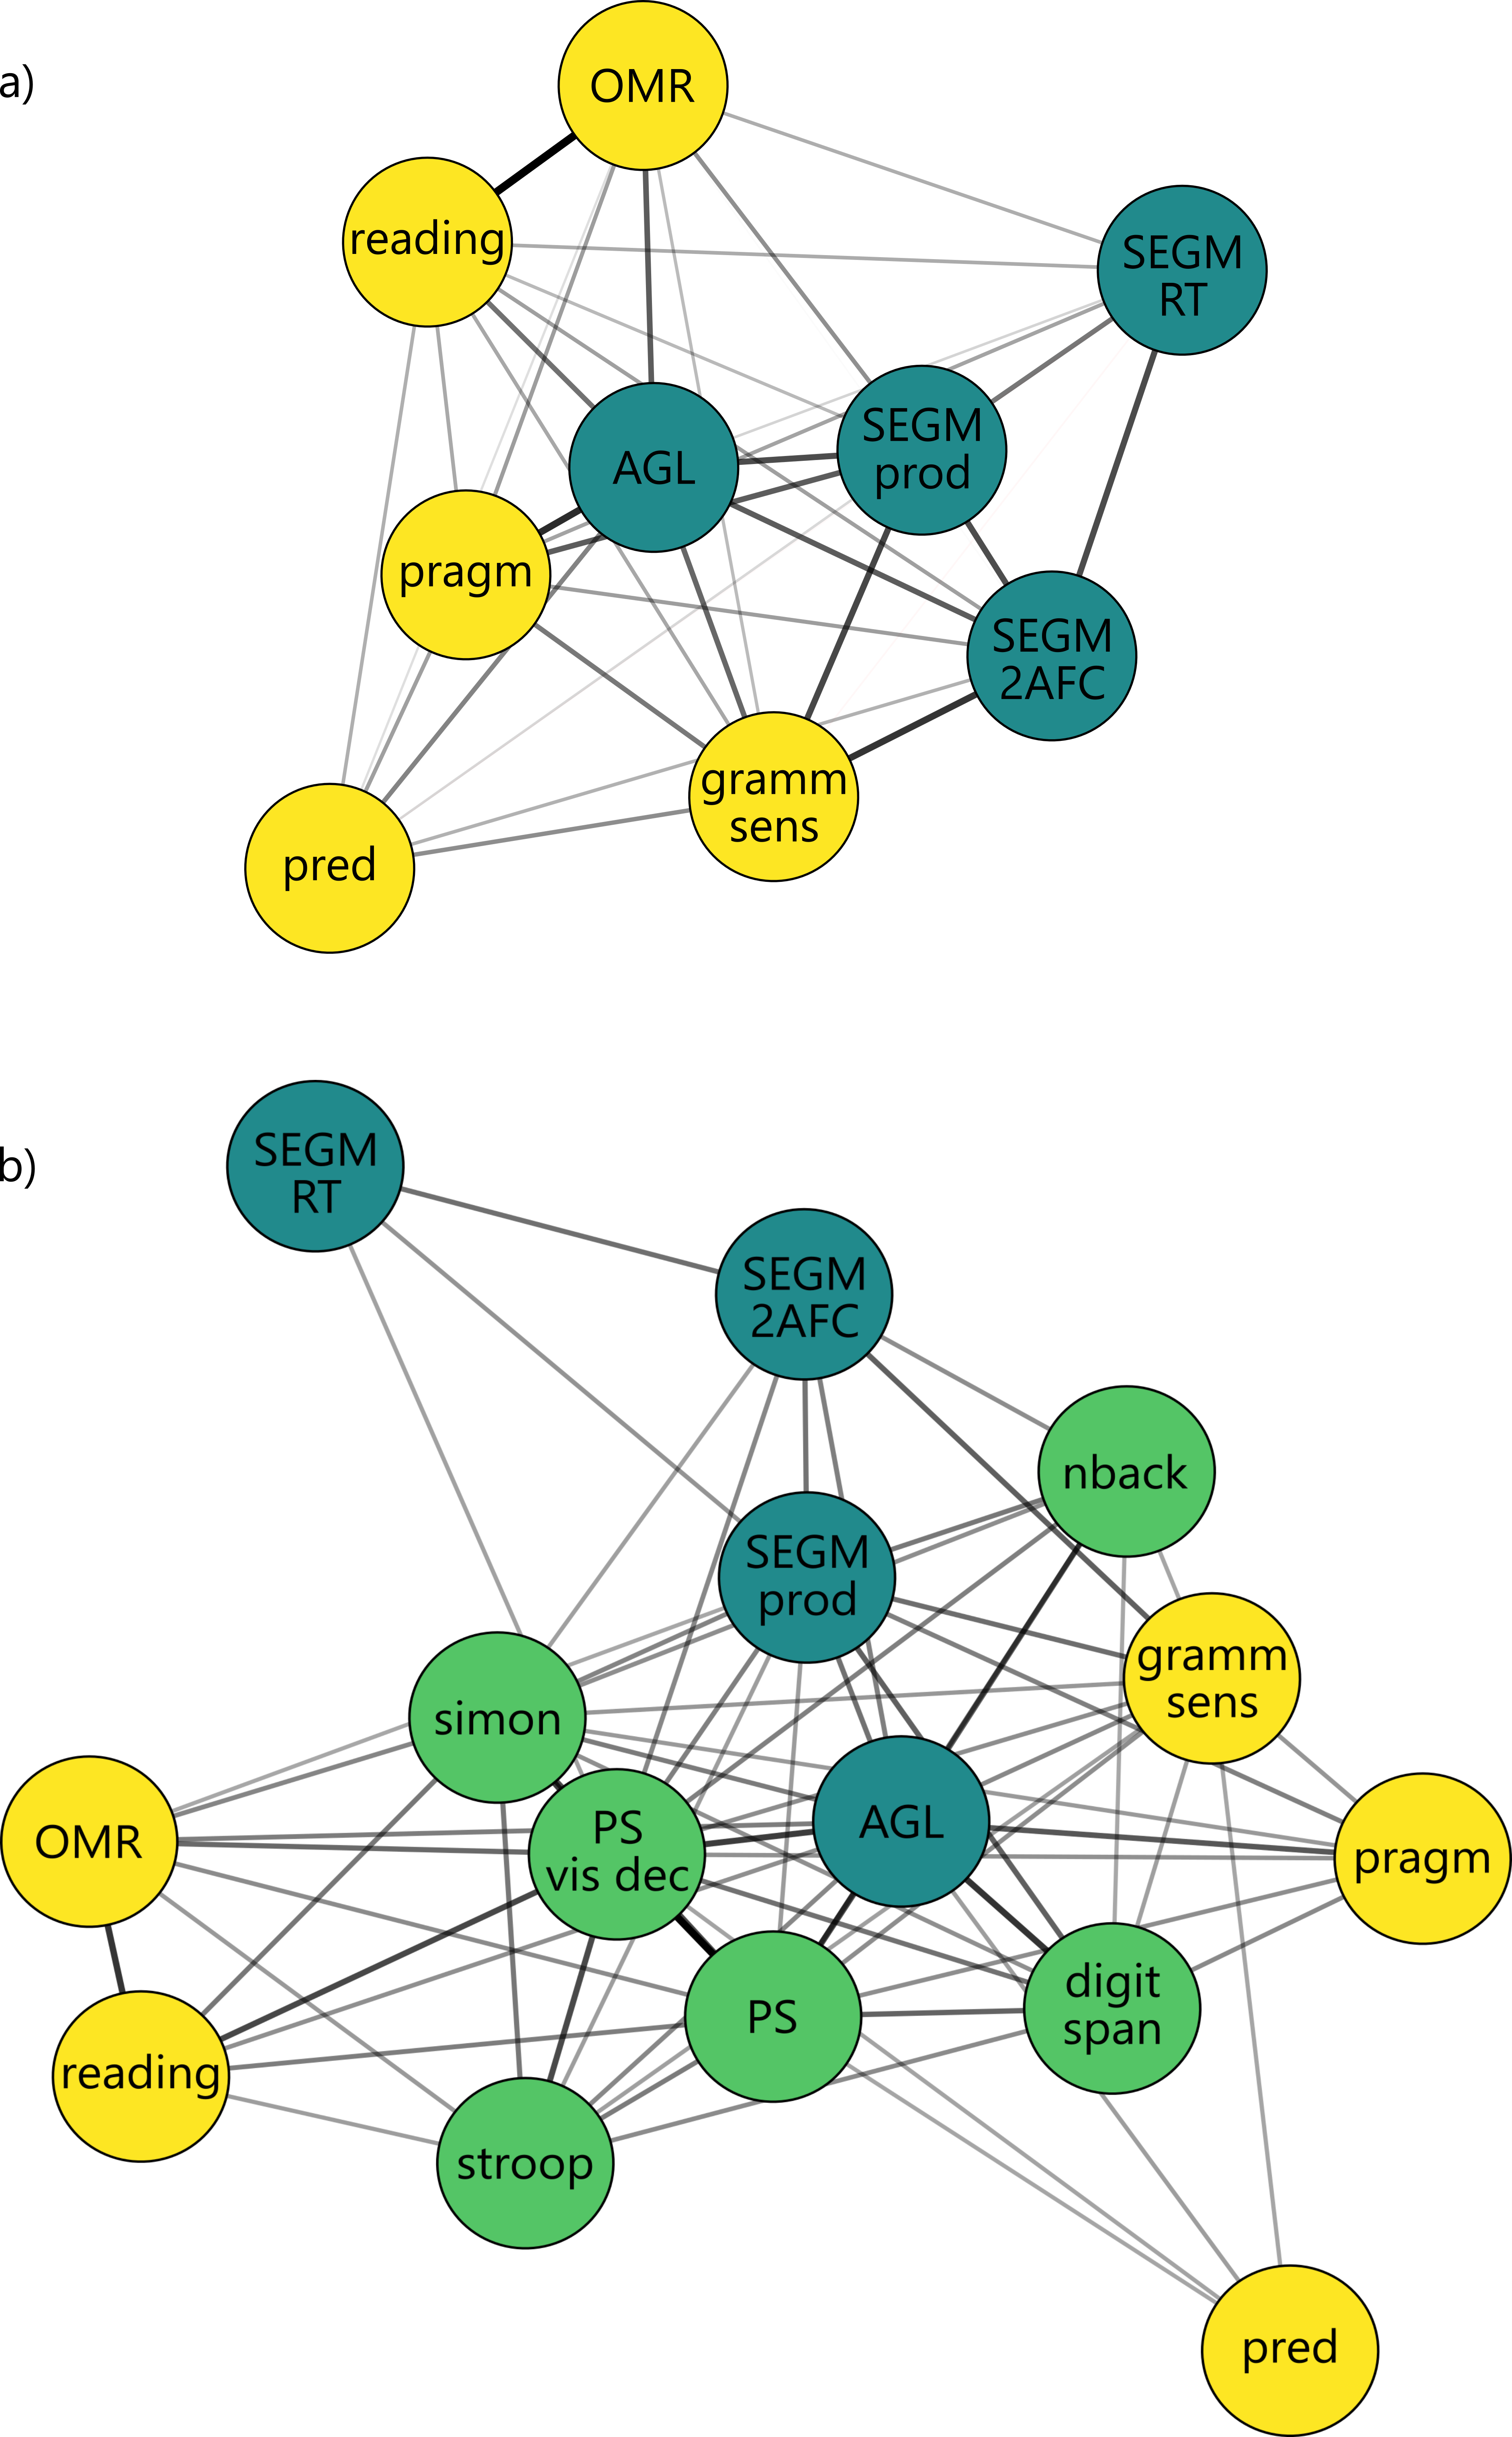 a)
OMR
reading
SEGM
RT
SEGM
prod
AGL
pragm
SEGM
2AFC
gramm
sens
pred
b)
SEGM
RT
SEGM
2AFC
nback
SEGM
prod
gramm
sens
simon
OMR
PS
vis dec
AGL
pragm
PS
digit
span
reading
stroop
pred